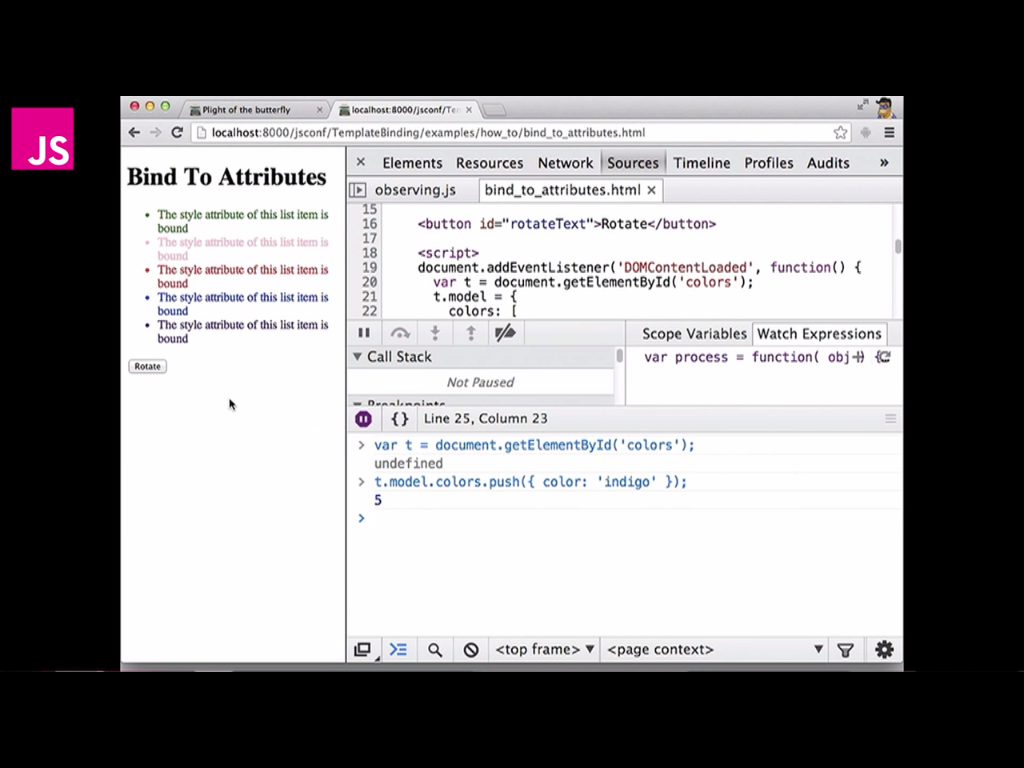 JS
Plight of the butterfly
localhost:8000/jsconf/Te
localhost:8000/jsconf/TemplateBinding/examples/how_to/bind_to_attributes.html
Bind To Attributes
• The style attribute of this list item is
bound
• The style attribute of this list item is
bound
• The style attribute of this list item is
bound
• The style attribute of this list item is
bound
• The style attribute of this list item is
bound
Rotate
Elements Resources Network Sources Timeline Profiles Audits »
observing.js bind_to_attributes.html ×
15
16 <button id="rotateText">Rotate</button>
17
18 <script>
19 document.addEventListener('DOMContentLoaded', function() {
20 var t = document.getElementById('colors');
21 t.model = {
22 colors: [
Scope Variables Watch Expressions
Call Stack
var process = function( obj
Not Paused
Breakpoints
{} Line 25, Column 23
> var t = document.getElementById('colors');
undefined
> t.model.colors.push({ color: 'indigo' });
5
>
<top frame> ▼ <page context> ▼